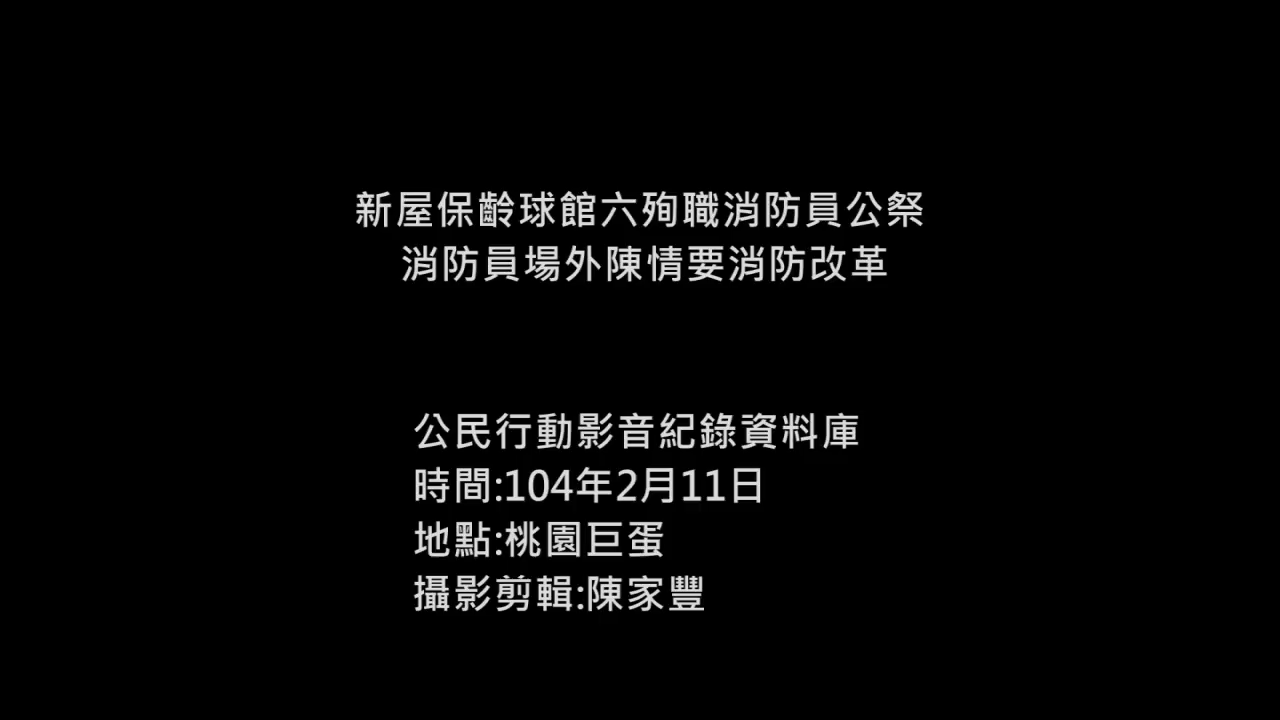 新屋保齡球館六殉職消防員公祭
消防員場外陳情要消防改革
公民行動影音紀錄資料庫
時間:104年2月11日
地點:桃園巨蛋
攝影剪輯:陳家豐